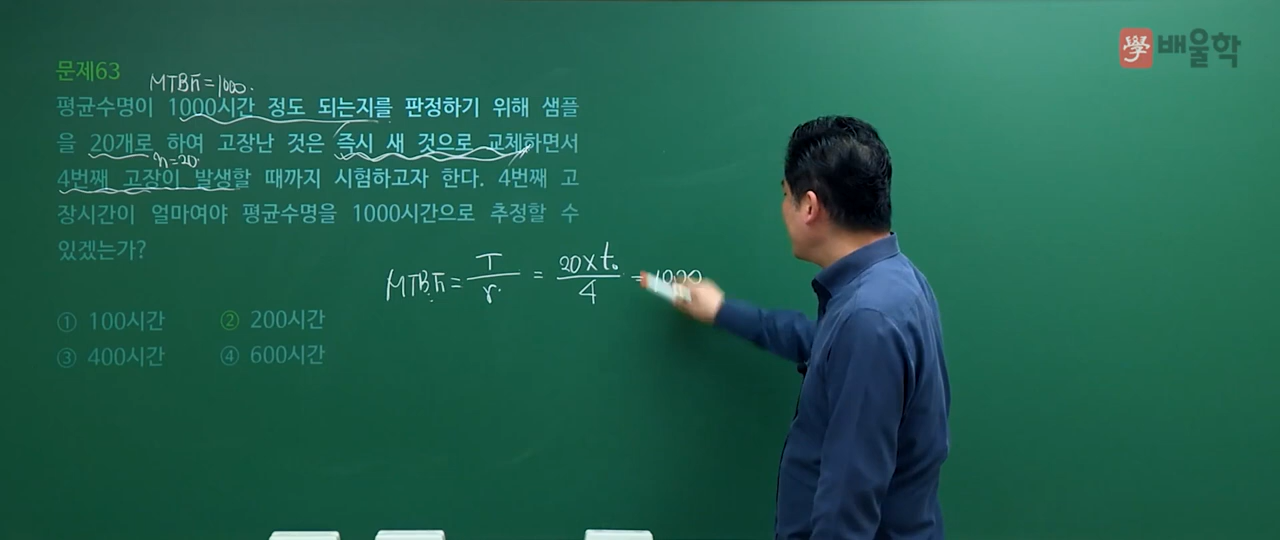 學 배울학
문제63
MTBF=1000.
평균수명이 1000시간 정도 되는지를 판정하기 위해 샘플
을 20개로 하여 고장난 것은 즉시 새 것으로 교체하면서
n=20.
4번째 고장이 발생할 때까지 시험하고자 한다. 4번째 고
장시간이 얼마여야 평균수명을 1000시간으로 추정할 수
있겠는가?
MTBF = T/r = 20×t₀/4 = 1000
① 100시간 ② 200시간
③ 400시간 ④ 600시간